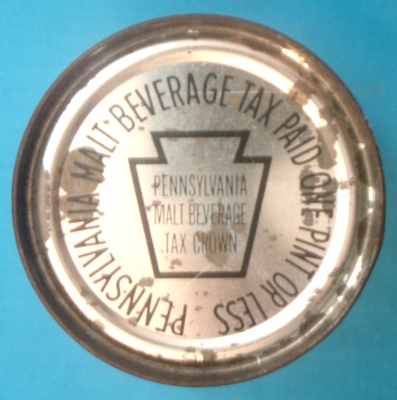 PENNSYLVANIA MALT BEVERAGE TAX PAID ONE PINT OR LESS
PENNSYLVANIA
MALT BEVERAGE
TAX CROWN